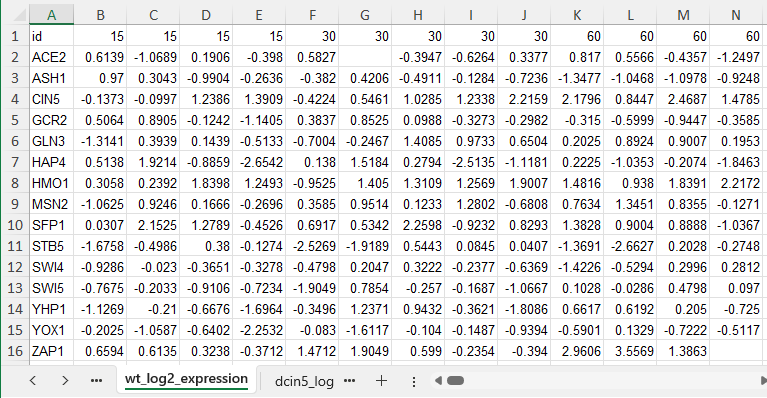 A B C D E F G H I J K L M N
1 id 15 15 15 15 30 30 30 30 30 60 60 60 60
2 ACE2 0.6139 -1.0689 0.1906 -0.398 0.5827 -0.3947 -0.6264 0.3377 0.817 0.5566 -0.4357 -1.2497
3 ASH1 0.97 0.3043 -0.9904 -0.2636 -0.382 0.4206 -0.4911 -0.1284 -0.7236 -1.3477 -1.0468 -1.0978 -0.9248
4 CIN5 -0.1373 -0.0997 1.2386 1.3909 -0.4224 0.5461 1.0285 1.2338 2.2159 2.1796 0.8447 2.4687 1.4785
5 GCR2 0.5064 0.8905 -0.1242 -1.1405 0.3837 0.8525 0.0988 -0.3273 -0.2982 -0.315 -0.5999 -0.9447 -0.3585
6 GLN3 -1.3141 0.3939 0.1439 -0.5133 -0.7004 -0.2467 1.4085 0.9733 0.6504 0.2025 0.8924 0.9007 0.1953
7 HAP4 0.5138 1.9214 -0.8859 -2.6542 0.138 1.5184 0.2794 -2.5135 -1.1181 0.2225 -1.0353 -0.2074 -1.8463
8 HMO1 0.3058 0.2392 1.8398 1.2493 -0.9525 1.405 1.3109 1.2569 1.9007 1.4816 0.938 1.8391 2.2172
9 MSN2 -1.0625 0.9246 0.1666 -0.2696 0.3585 0.9514 0.1233 1.2802 -0.6808 0.7634 1.3451 0.8355 -0.1271
10 SFP1 0.0307 2.1525 1.2789 -0.4526 0.6917 0.5342 2.2598 -0.9232 0.8293 1.3828 0.9004 0.8888 -1.0367
11 STB5 -1.6758 -0.4986 0.38 -0.1274 -2.5269 -1.9189 0.5443 0.0845 0.0407 -1.3691 -2.6627 0.2028 -0.2748
12 SWI4 -0.9286 -0.023 -0.3651 -0.3278 -0.4798 0.2047 0.3222 -0.2377 -0.6369 -1.4226 -0.5294 0.2996 0.2812
13 SWI5 -0.7675 -0.2033 -0.9106 -0.7234 -1.9049 0.7854 -0.257 -0.1687 -1.0667 0.1028 -0.0286 0.4798 0.097
14 YHP1 -1.1269 -0.21 -0.6676 -1.6964 -0.3496 1.2371 0.9432 -0.3621 -1.8086 0.6617 0.6192 0.205 -0.725
15 YOX1 -0.2025 -1.0587 -0.6402 -2.2532 -0.083 -1.6117 -0.104 -0.1487 -0.9394 -0.5901 0.1329 -0.7222 -0.5117
16 ZAP1 0.6594 0.6135 0.3238 -0.3712 1.4712 1.9049 0.599 -0.2354 -0.394 2.9606 3.5569 1.3863
wt_log2_expression dcin5_log